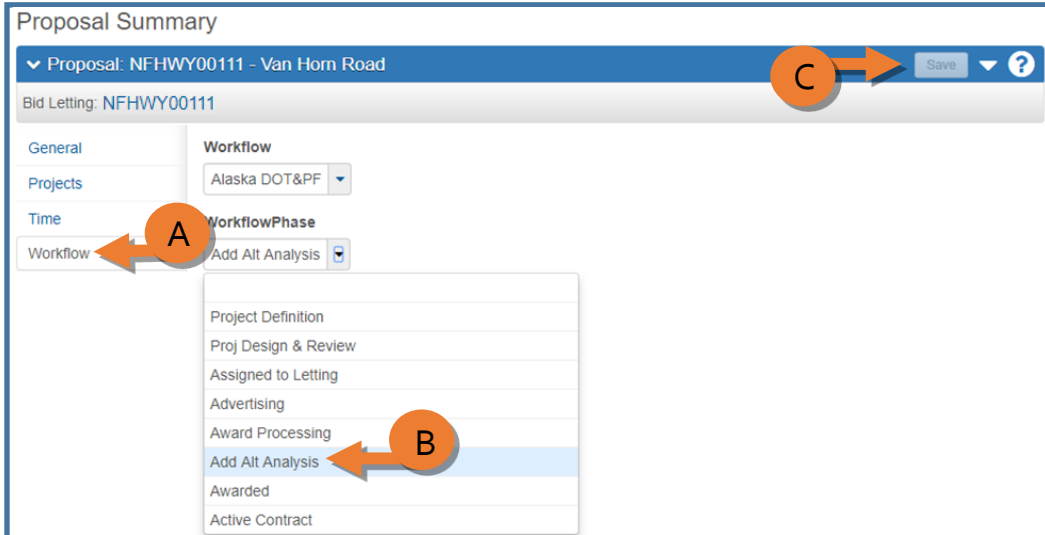 Proposal Summary
Proposal: NFHWY00111 - Van Horn Road
C
Save
?
Bid Letting: NFHWY00111
General
Projects
Time
Workflow
A
Workflow
Alaska DOT&PF
WorkflowPhase
Add Alt Analysis
Project Definition
Proj Design & Review
Assigned to Letting
Advertising
Award Processing
Add Alt Analysis
B
Awarded
Active Contract